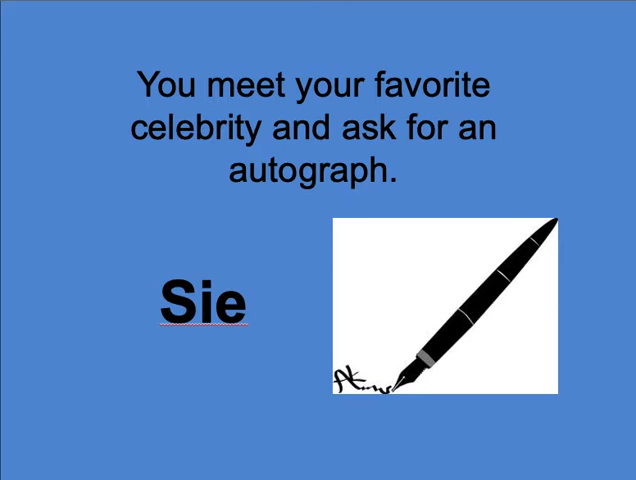 You meet your favorite
celebrity and ask for an
autograph.
Sie